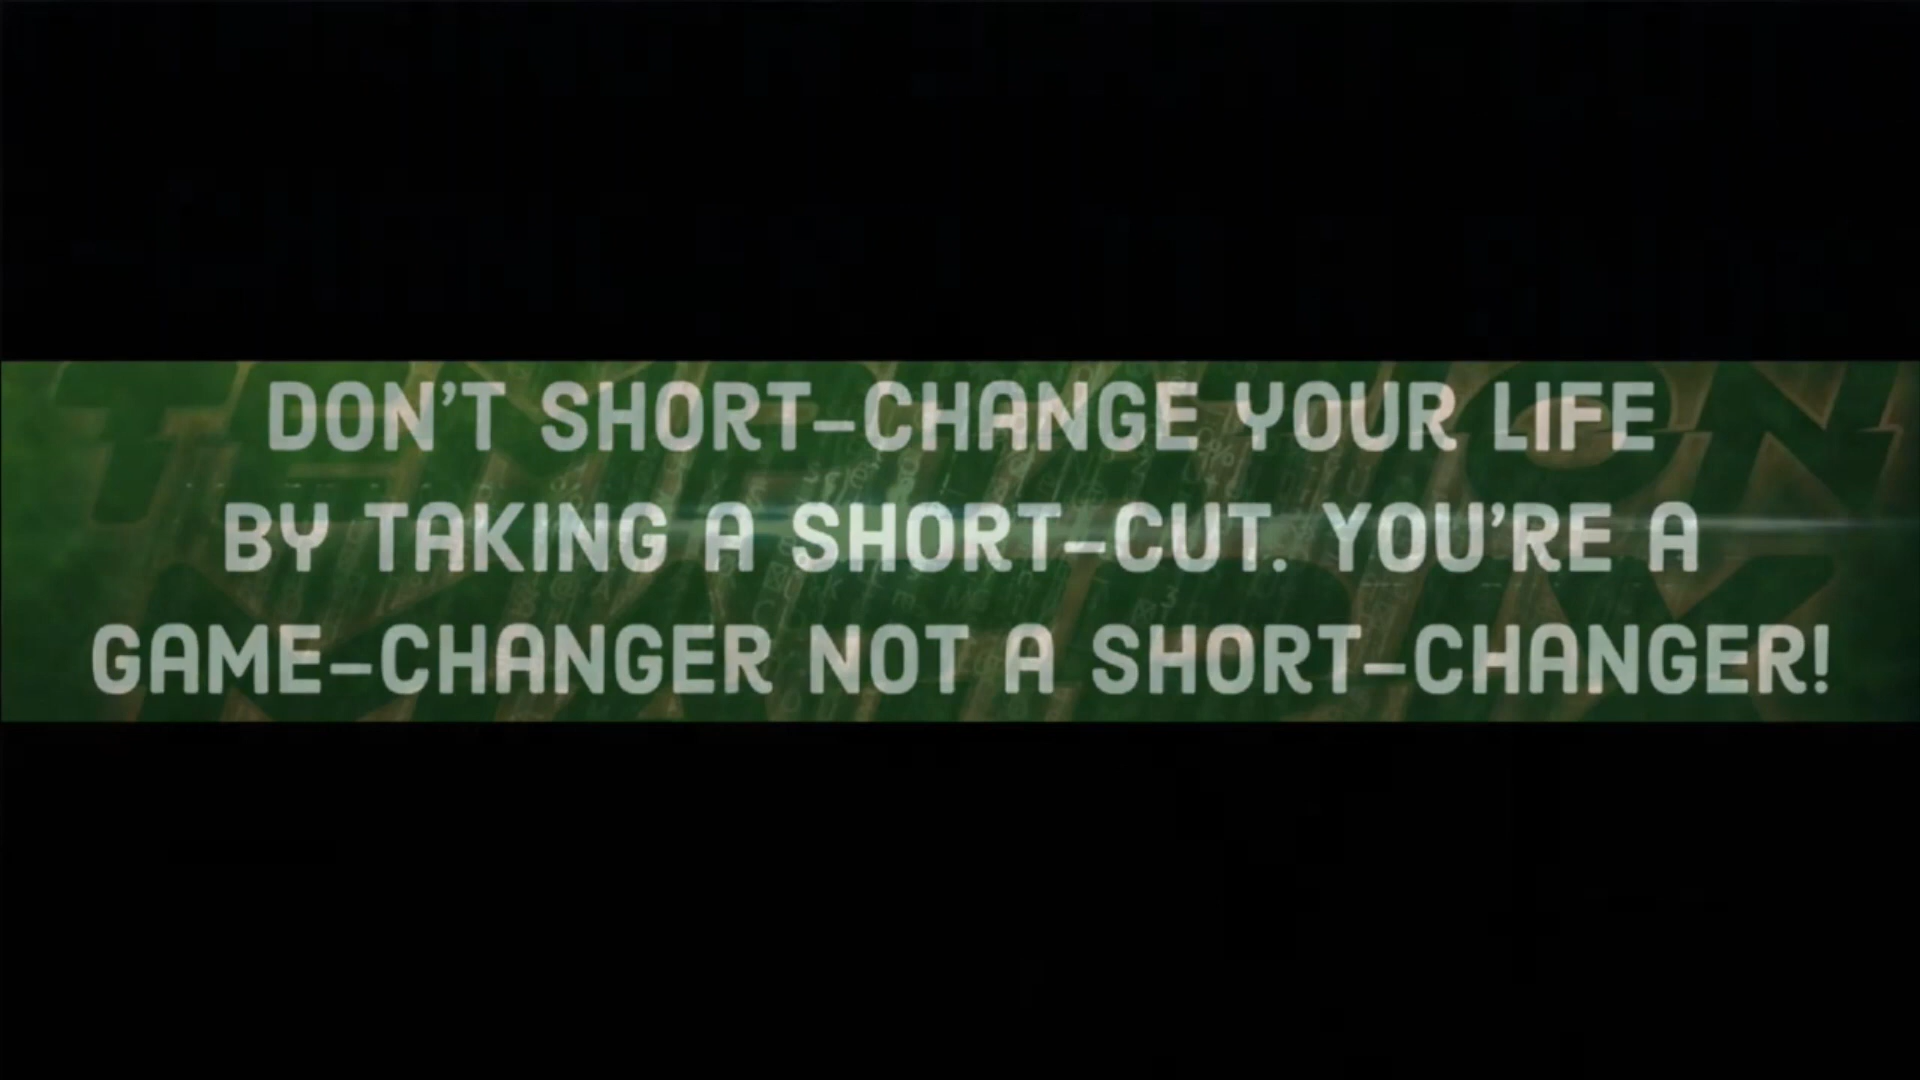 DON'T SHORT-CHANGE YOUR LIFE
BY TAKING A SHORT-CUT. YOU'RE A
GAME-CHANGER NOT A SHORT-CHANGER!